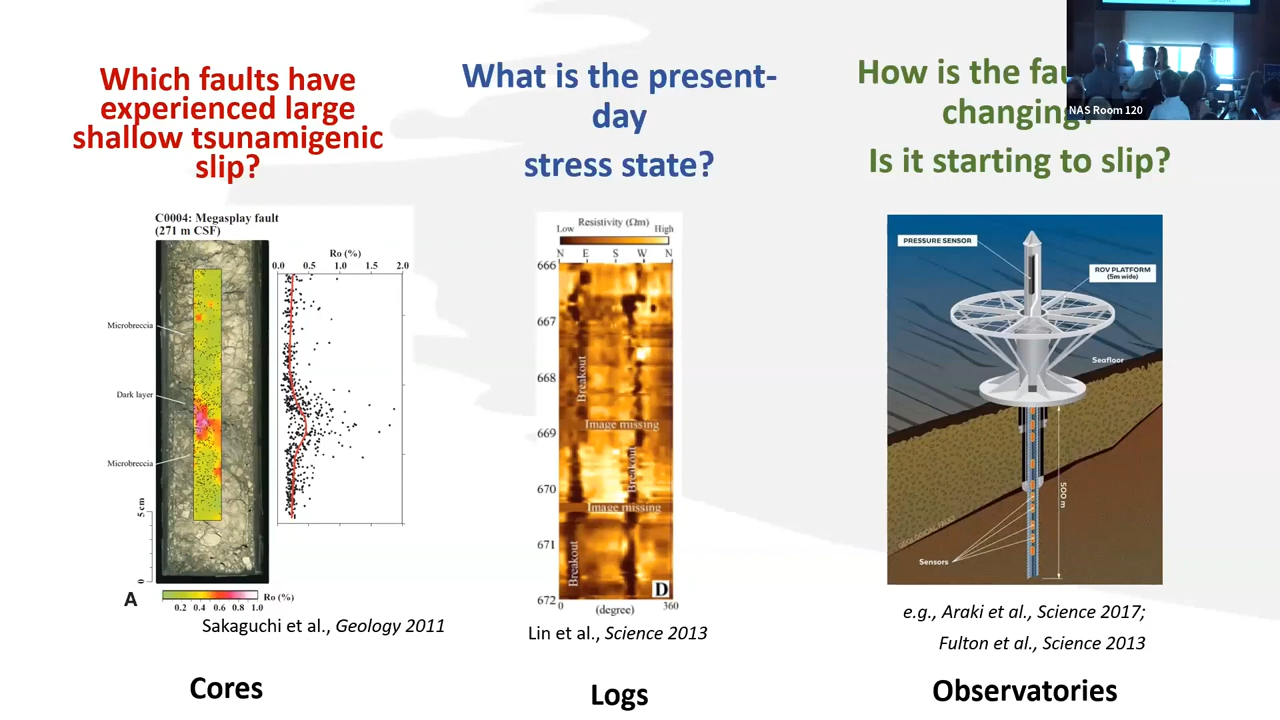 Which faults have
experienced large
shallow tsunamigenic
slip?
C0004: Megasplay fault
(271 m CSF)
Ro (%)
0.0 0.5 1.0 1.5 2.0
Microbreccia
Dark layer
Microbreccia
5 cm
0
A
Ro (%)
0.2 0.4 0.6 0.8 1.0
Sakaguchi et al., Geology 2011
Cores
What is the present-
day
stress state?
Resistivity (Ωm)
Low High
N E S W N
666
667
668
669
670
671
672
Breakout
Image missing
Breakout
Image missing
Breakout
D
0 (degree) 360
Lin et al., Science 2013
Logs
How is the
changing
Is it starting to slip?
NAS Room 120
PRESSURE SENSOR
ROV PLATFORM
(5m wide)
Seafloor
500 m
Sensors
e.g., Araki et al., Science 2017;
Fulton et al., Science 2013
Observatories